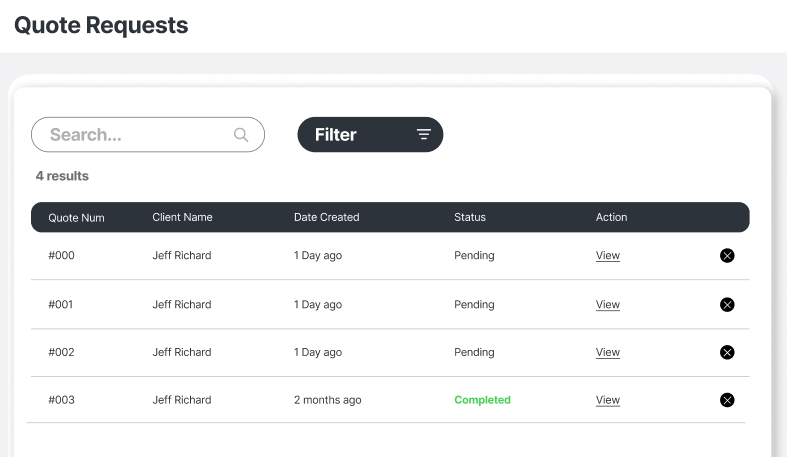 Quote Requests
Search...
Filter
4 results
Quote Num Client Name Date Created Status Action
#000 Jeff Richard 1 Day ago Pending View
#001 Jeff Richard 1 Day ago Pending View
#002 Jeff Richard 1 Day ago Pending View
#003 Jeff Richard 2 months ago Completed View